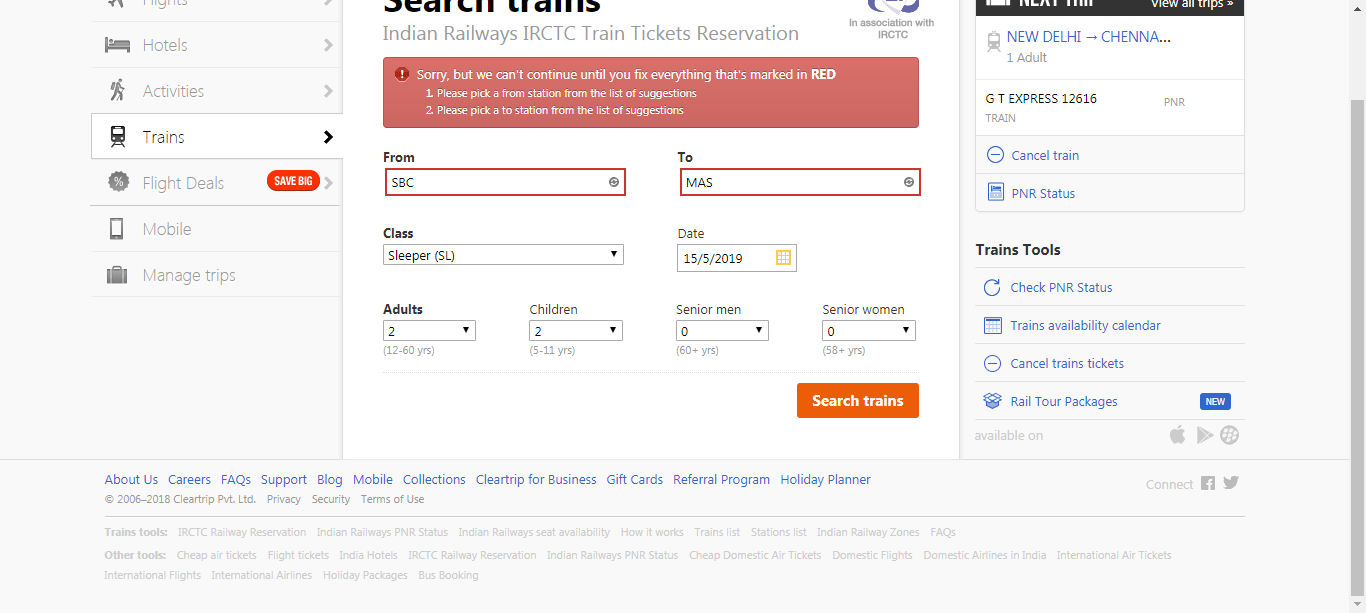 Flights
Search trains
NEXT TRIP View all trips »
Indian Railways IRCTC Train Tickets Reservation
In association with
IRCTC
Hotels
Activities
Trains
Flight Deals SAVE BIG
Mobile
Manage trips
Sorry, but we can't continue until you fix everything that's marked in RED
1. Please pick a from station from the list of suggestions
2. Please pick a to station from the list of suggestions
From To
SBC MAS
Class Date
Sleeper (SL) 15/5/2019
Adults Children Senior men Senior women
2 2 0 0
(12-60 yrs) (5-11 yrs) (60+ yrs) (58+ yrs)
Search trains
NEW DELHI → CHENNA...
1 Adult
G T EXPRESS 12616 PNR
TRAIN
Cancel train
PNR Status
Trains Tools
Check PNR Status
Trains availability calendar
Cancel trains tickets
Rail Tour Packages NEW
available on
About Us Careers FAQs Support Blog Mobile Collections Cleartrip for Business Gift Cards Referral Program Holiday Planner
Connect
© 2006–2018 Cleartrip Pvt. Ltd. Privacy Security Terms of Use
Trains tools: IRCTC Railway Reservation Indian Railways PNR Status Indian Railways seat availability How it works Trains list Stations list Indian Railway Zones FAQs
Other tools: Cheap air tickets Flight tickets India Hotels IRCTC Railway Reservation Indian Railways PNR Status Cheap Domestic Air Tickets Domestic Flights Domestic Airlines in India International Air Tickets
International Flights International Airlines Holiday Packages Bus Booking